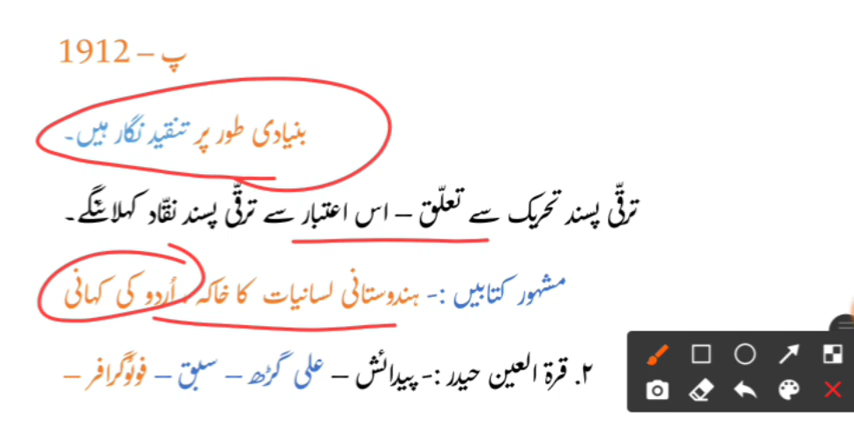 پ – 1912
بنیادی طور پر تنقید نگار ہیں۔
ترقّی پسند تحریک سے تعلّق – اس اعتبار سے ترقّی پسند نقّاد کہلائنگے۔
مشہور کتابیں :- ہندوستانی لسانیات کا خاکہ ، اُردو کی کہانی
۲. قرۃ العین حیدر :- پیدائش – علی گڑھ – سبق – فوٹوگرافر –